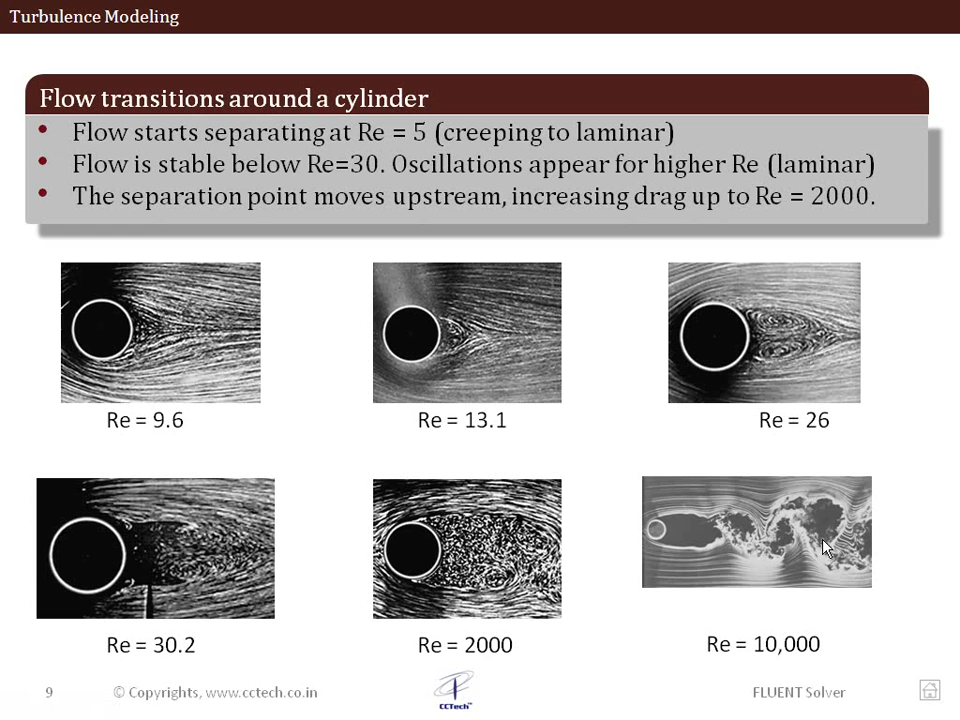 Turbulence Modeling
Flow transitions around a cylinder
• Flow starts separating at Re = 5 (creeping to laminar)
• Flow is stable below Re=30. Oscillations appear for higher Re (laminar)
• The separation point moves upstream, increasing drag up to Re = 2000.
Re = 9.6
Re = 13.1
Re = 26
Re = 30.2
Re = 2000
Re = 10,000
9
© Copyrights, www.cctech.co.in
CCTech™
FLUENT Solver